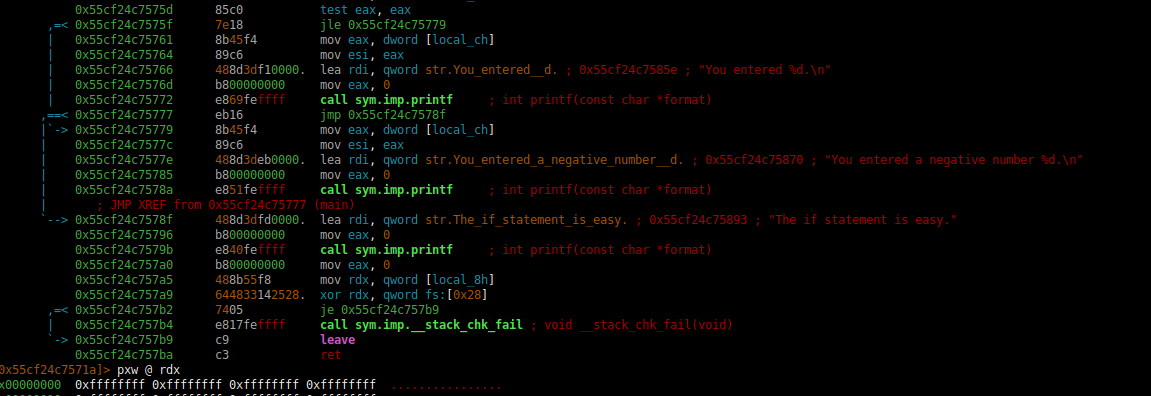 0x55cf24c7575d 85c0 test eax, eax
,=< 0x55cf24c7575f 7e18 jle 0x55cf24c75779
| 0x55cf24c75761 8b45f4 mov eax, dword [local_ch]
| 0x55cf24c75764 89c6 mov esi, eax
| 0x55cf24c75766 488d3df10000. lea rdi, qword str.You_entered__d. ; 0x55cf24c7585e ; "You entered %d.\n"
| 0x55cf24c7576d b800000000 mov eax, 0
| 0x55cf24c75772 e869feffff call sym.imp.printf ; int printf(const char *format)
,==< 0x55cf24c75777 eb16 jmp 0x55cf24c7578f
|`-> 0x55cf24c75779 8b45f4 mov eax, dword [local_ch]
| 0x55cf24c7577c 89c6 mov esi, eax
| 0x55cf24c7577e 488d3deb0000. lea rdi, qword str.You_entered_a_negative_number__d. ; 0x55cf24c75870 ; "You entered a negative number %d.\n"
| 0x55cf24c75785 b800000000 mov eax, 0
| 0x55cf24c7578a e851feffff call sym.imp.printf ; int printf(const char *format)
| ; JMP XREF from 0x55cf24c75777 (main)
`--> 0x55cf24c7578f 488d3dfd0000. lea rdi, qword str.The_if_statement_is_easy. ; 0x55cf24c75893 ; "The if statement is easy."
0x55cf24c75796 b800000000 mov eax, 0
0x55cf24c7579b e840feffff call sym.imp.printf ; int printf(const char *format)
0x55cf24c757a0 b800000000 mov eax, 0
0x55cf24c757a5 488b55f8 mov rdx, qword [local_8h]
0x55cf24c757a9 644833142528. xor rdx, qword fs:[0x28]
,=< 0x55cf24c757b2 7405 je 0x55cf24c757b9
| 0x55cf24c757b4 e817feffff call sym.imp.__stack_chk_fail ; void __stack_chk_fail(void)
`-> 0x55cf24c757b9 c9 leave
0x55cf24c757ba c3 ret
0x55cf24c7571a]> pxw @ rdx
x00000000 0xffffffff 0xffffffff 0xffffffff 0xffffffff ................